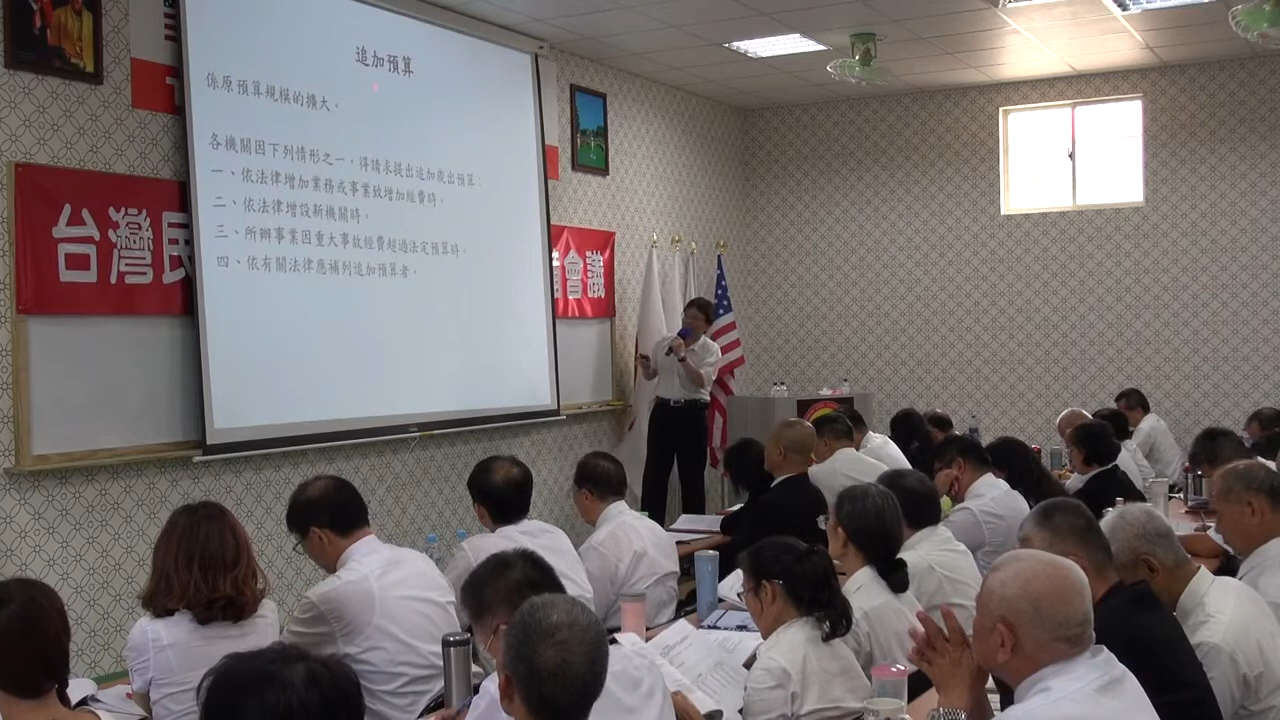 追加預算
係原預算規模的擴大。
各機關因下列情形之一，得請求提出追加歲出預算：
一、依法律增加業務或事業致增加經費時。
二、依法律增設新機關時。
三、所辦事業因重大事故經費超過法定預算時。
四、依有關法律應補列追加預算者。
台灣民
會議